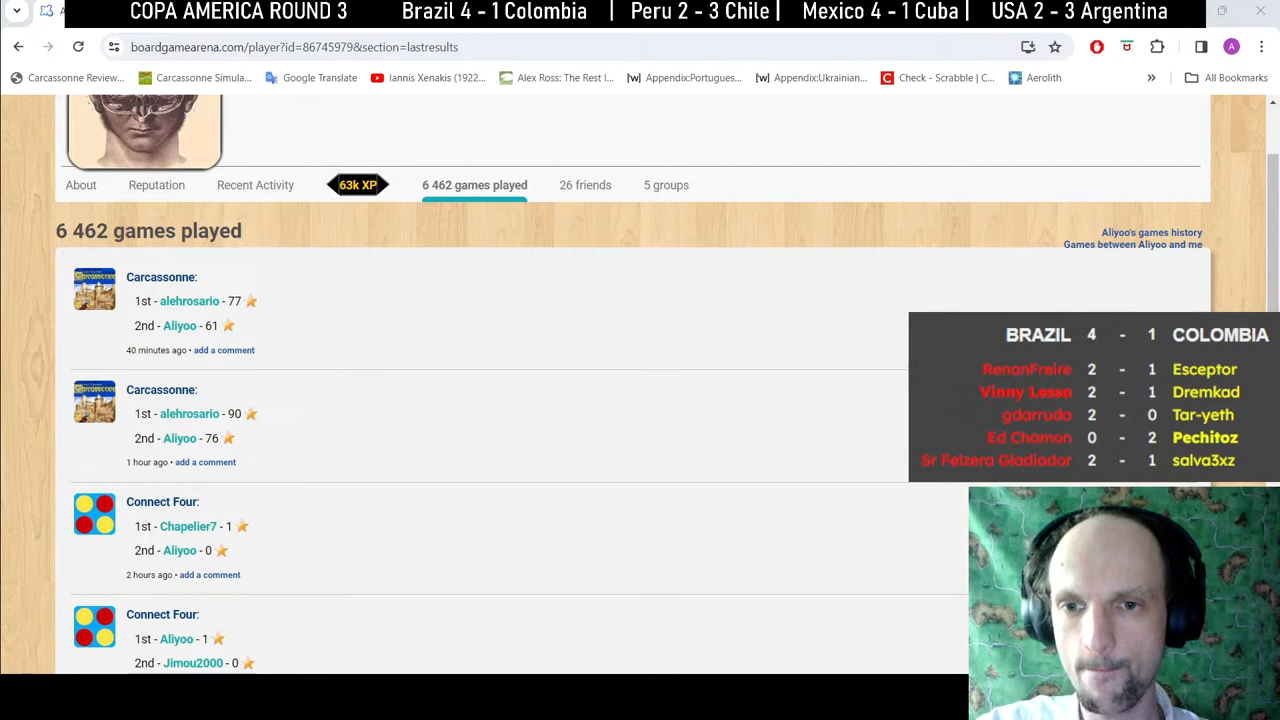 COPA AMERICA ROUND 3 Brazil 4 - 1 Colombia | Peru 2 - 3 Chile | Mexico 4 - 1 Cuba | USA 2 - 3 Argentina
boardgamearena.com/player?id=86745979&section=lastresults
A
Carcassonne Review... Carcassonne Simula... Google Translate Iannis Xenakis (1922... Alex Ross: The Rest I... [w] Appendix:Portugues... [w] Appendix:Ukrainian... Check - Scrabble | C... Aerolith » All Bookmarks
About Reputation Recent Activity 63k XP 6 462 games played 26 friends 5 groups
6 462 games played
Aliyoo's games history
Games between Aliyoo and me
Carcassonne:
1st - alehrosario - 77
2nd - Aliyoo - 61
40 minutes ago • add a comment
Carcassonne:
1st - alehrosario - 90
2nd - Aliyoo - 76
1 hour ago • add a comment
Connect Four:
1st - Chapelier7 - 1
2nd - Aliyoo - 0
2 hours ago • add a comment
Connect Four:
1st - Aliyoo - 1
2nd - Jimou2000 - 0
BRAZIL 4 - 1 COLOMBIA
RenanFreire 2 - 1 Esceptor
Vinny Lessa 2 - 1 Dremkad
gdarruda 2 - 0 Tar-yeth
Ed Chamon 0 - 2 Pechitoz
Sr Felzera Gladiador 2 - 1 salva3xz